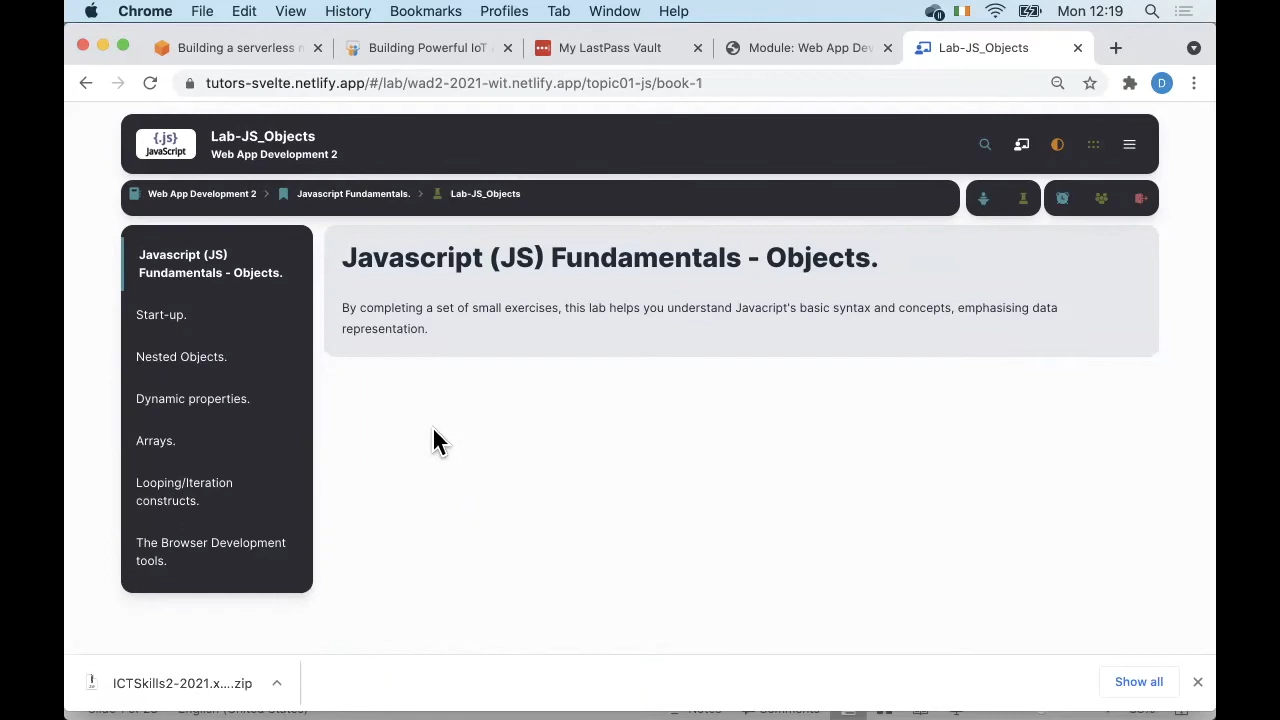 Chrome File Edit View History Bookmarks Profiles Tab Window Help Mon 12:19
Building a serverless Building Powerful IoT My LastPass Vault Module: Web App Dev Lab-JS_Objects
tutors-svelte.netlify.app/#/lab/wad2-2021-wit.netlify.app/topic01-js/book-1 D
{.js}
JavaScript
Lab-JS_Objects
Web App Development 2
Web App Development 2 Javascript Fundamentals. Lab-JS_Objects
Javascript (JS)
Fundamentals - Objects.
Start-up.
Nested Objects.
Dynamic properties.
Arrays.
Looping/Iteration
constructs.
The Browser Development
tools.
Javascript (JS) Fundamentals - Objects.
By completing a set of small exercises, this lab helps you understand Javacript's basic syntax and concepts, emphasising data
representation.
ICTSkills2-2021.x....zip Show all